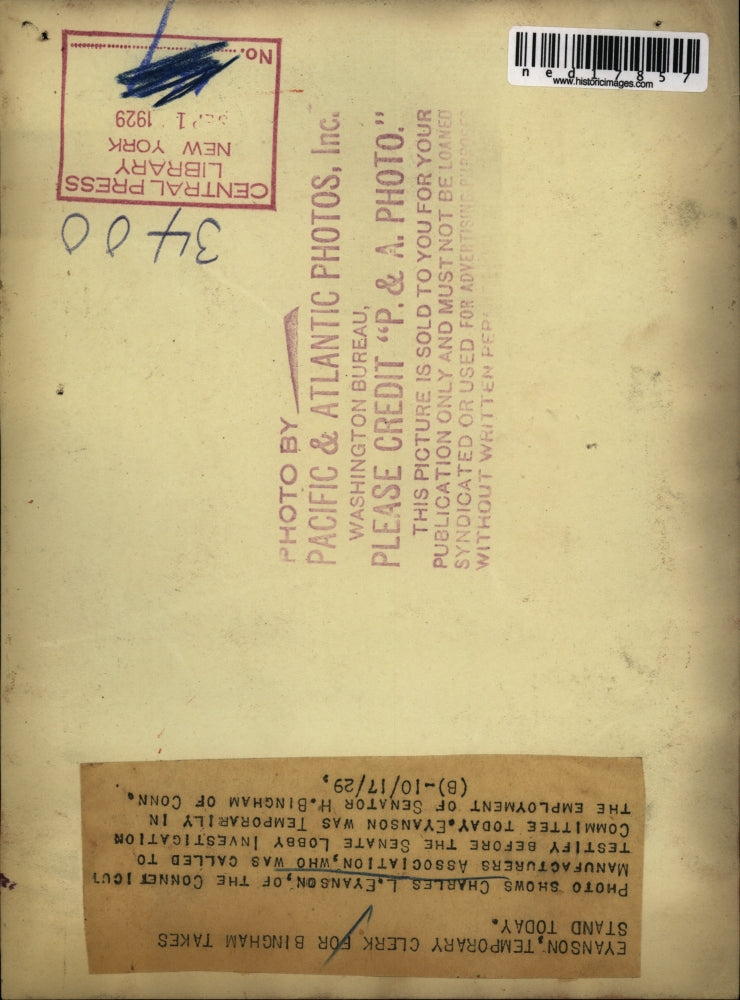 CENTRAL PRESS
LIBRARY
NEW YORK
1 1929
No.
3400
nedj7857
www.historicimages.com
PHOTO BY
PACIFIC & ATLANTIC PHOTOS, Inc.
WASHINGTON BUREAU,
PLEASE CREDIT "P. & A. PHOTO."
THIS PICTURE IS SOLD TO YOU FOR YOUR
PUBLICATION ONLY AND MUST NOT BE LOANED
SYNDICATED OR USED FOR ADVERTISING PURPOSES
WITHOUT WRITTEN
EYANSON, TEMPORARY CLERK FOR BINGHAM TAKES
STAND TODAY.
PHOTO SHOWS CHARLES L.EYANSON, OF THE CONNETICUT
MANUFACTURERS ASSOCIATION, WHO WAS CALLED TO
TESTIFY BEFORE THE SENATE LOBBY INVESTIGATION
COMMITTEE TODAY.EYANSON WAS TEMPORARILY IN
THE EMPLOYMENT OF SENATOR H.BINGHAM OF CONN.
(B)-10/17/29,